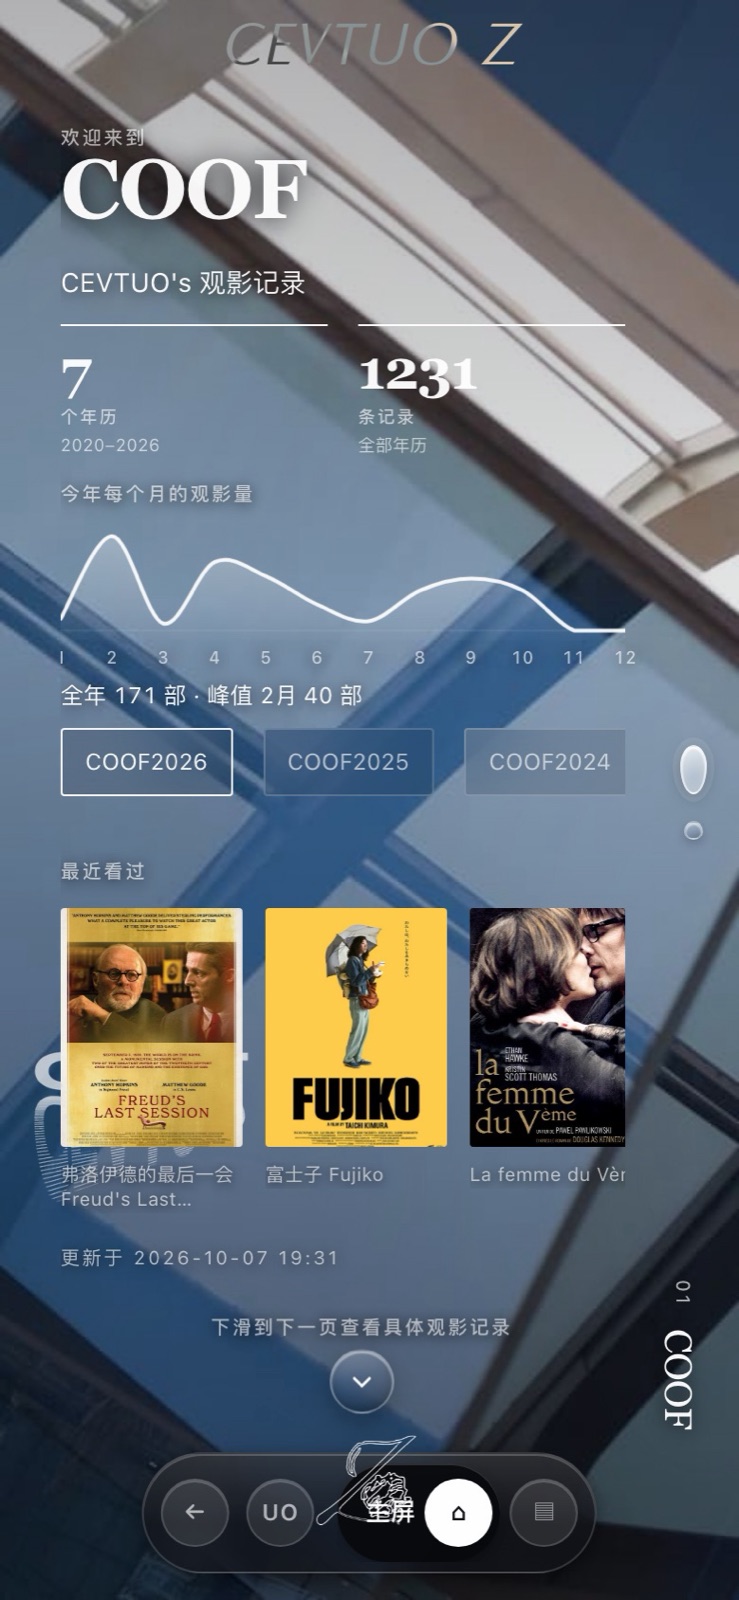 CEVTUO Z
欢迎来到
COOF
CEVTUO's 观影记录
7
个年历
2020–2026
1231
条记录
全部年历
今年每个月的观影量
1 2 3 4 5 6 7 8 9 10 11 12
全年 171 部 · 峰值 2月 40 部
COOF2026
COOF2025
COOF2024
最近看过
FREUD'S
LAST SESSION
FUJIKO
A FILM BY TAICHI KIMURA
ETHAN
HAWKE
KRISTIN
SCOTT THOMAS
la
femme
du Vème
弗洛伊德的最后一会
Freud's Last...
富士子 Fujiko
La femme du Vèr
更新于 2026-10-07 19:31
下滑到下一页查看具体观影记录
01 COOF
UO
主屏